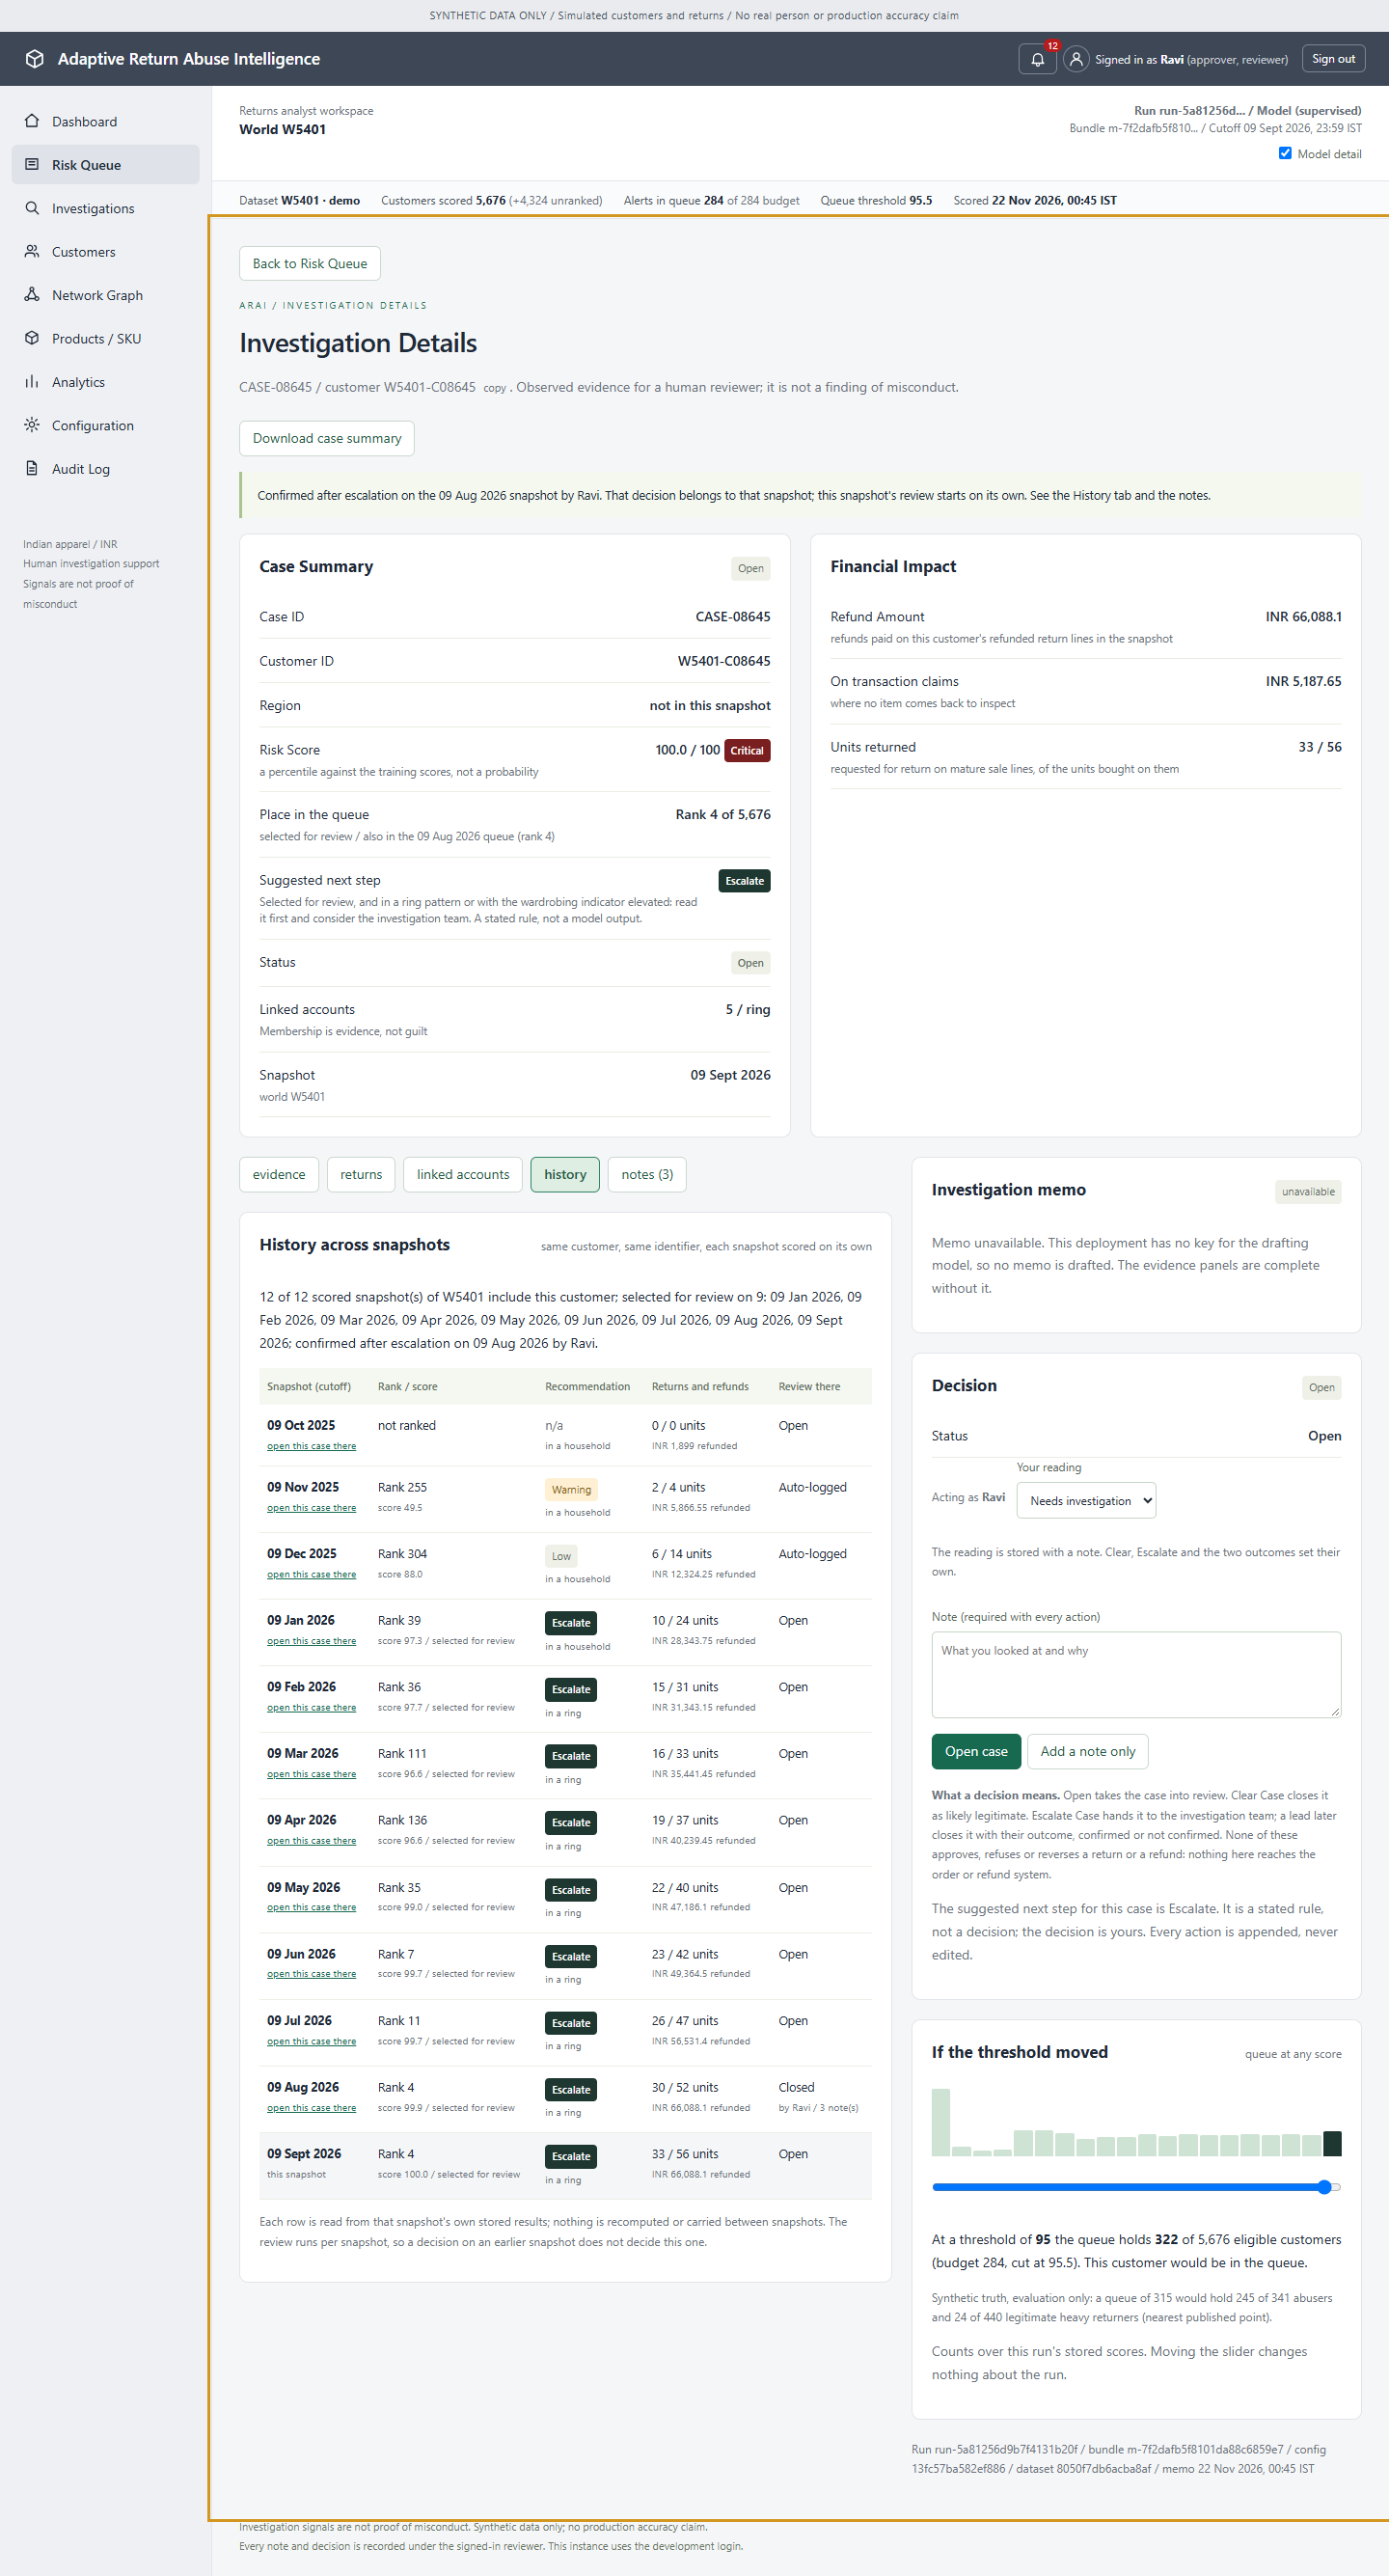 SYNTHETIC DATA ONLY / Simulated customers and returns / No real person or production accuracy claim
Adaptive Return Abuse Intelligence
12
Signed in as Ravi (approver, reviewer)
Sign out
Dashboard
Risk Queue
Investigations
Customers
Network Graph
Products / SKU
Analytics
Configuration
Audit Log
Indian apparel / INR
Human investigation support
Signals are not proof of
misconduct
Returns analyst workspace
World W5401
Run run-5a81256d... / Model (supervised)
Bundle m-7f2dafb5f810... / Cutoff 09 Sept 2026, 23:59 IST
Model detail
Dataset W5401 · demo Customers scored 5,676 (+4,324 unranked) Alerts in queue 284 of 284 budget Queue threshold 95.5 Scored 22 Nov 2026, 00:45 IST
Back to Risk Queue
ARAI / INVESTIGATION DETAILS
Investigation Details
CASE-08645 / customer W5401-C08645 copy . Observed evidence for a human reviewer; it is not a finding of misconduct.
Download case summary
Confirmed after escalation on the 09 Aug 2026 snapshot by Ravi. That decision belongs to that snapshot; this snapshot's review starts on its own. See the History tab and the notes.
Case Summary Open
Case ID CASE-08645
Customer ID W5401-C08645
Region not in this snapshot
Risk Score 100.0 / 100 Critical
a percentile against the training scores, not a probability
Place in the queue Rank 4 of 5,676
selected for review / also in the 09 Aug 2026 queue (rank 4)
Suggested next step Escalate
Selected for review, and in a ring pattern or with the wardrobing indicator elevated: read
it first and consider the investigation team. A stated rule, not a model output.
Status Open
Linked accounts 5 / ring
Membership is evidence, not guilt
Snapshot 09 Sept 2026
world W5401
Financial Impact
Refund Amount INR 66,088.1
refunds paid on this customer's refunded return lines in the snapshot
On transaction claims INR 5,187.65
where no item comes back to inspect
Units returned 33 / 56
requested for return on mature sale lines, of the units bought on them
evidence returns linked accounts history notes (3)
History across snapshots same customer, same identifier, each snapshot scored on its own
12 of 12 scored snapshot(s) of W5401 include this customer; selected for review on 9: 09 Jan 2026, 09
Feb 2026, 09 Mar 2026, 09 Apr 2026, 09 May 2026, 09 Jun 2026, 09 Jul 2026, 09 Aug 2026, 09 Sept
2026; confirmed after escalation on 09 Aug 2026 by Ravi.
Snapshot (cutoff) Rank / score Recommendation Returns and refunds Review there
09 Oct 2025 not ranked n/a 0 / 0 units Open
open this case there in a household INR 1,899 refunded
09 Nov 2025 Rank 255 Warning 2 / 4 units Auto-logged
open this case there score 49.5 in a household INR 5,866.55 refunded
09 Dec 2025 Rank 304 Low 6 / 14 units Auto-logged
open this case there score 88.0 in a household INR 12,324.25 refunded
09 Jan 2026 Rank 39 Escalate 10 / 24 units Open
open this case there score 97.3 / selected for review in a household INR 28,343.75 refunded
09 Feb 2026 Rank 36 Escalate 15 / 31 units Open
open this case there score 97.7 / selected for review in a ring INR 31,343.15 refunded
09 Mar 2026 Rank 111 Escalate 16 / 33 units Open
open this case there score 96.6 / selected for review in a ring INR 35,441.45 refunded
09 Apr 2026 Rank 136 Escalate 19 / 37 units Open
open this case there score 96.6 / selected for review in a ring INR 40,239.45 refunded
09 May 2026 Rank 35 Escalate 22 / 40 units Open
open this case there score 99.0 / selected for review in a ring INR 47,186.1 refunded
09 Jun 2026 Rank 7 Escalate 23 / 42 units Open
open this case there score 99.7 / selected for review in a ring INR 49,364.5 refunded
09 Jul 2026 Rank 11 Escalate 26 / 47 units Open
open this case there score 99.7 / selected for review in a ring INR 56,531.4 refunded
09 Aug 2026 Rank 4 Escalate 30 / 52 units Closed
open this case there score 99.9 / selected for review in a ring INR 66,088.1 refunded by Ravi / 3 note(s)
09 Sept 2026 Rank 4 Escalate 33 / 56 units Open
this snapshot score 100.0 / selected for review in a ring INR 66,088.1 refunded
Each row is read from that snapshot's own stored results; nothing is recomputed or carried between snapshots. The
review runs per snapshot, so a decision on an earlier snapshot does not decide this one.
Investigation memo unavailable
Memo unavailable. This deployment has no key for the drafting
model, so no memo is drafted. The evidence panels are complete
without it.
Decision Open
Status Open
Your reading
Acting as Ravi Needs investigation
The reading is stored with a note. Clear, Escalate and the two outcomes set their
own.
Note (required with every action)
What you looked at and why
Open case Add a note only
What a decision means. Open takes the case into review. Clear Case closes it
as likely legitimate. Escalate Case hands it to the investigation team; a lead later
closes it with their outcome, confirmed or not confirmed. None of these
approves, refuses or reverses a return or a refund: nothing here reaches the
order or refund system.
The suggested next step for this case is Escalate. It is a stated rule,
not a decision; the decision is yours. Every action is appended, never
edited.
If the threshold moved queue at any score
At a threshold of 95 the queue holds 322 of 5,676 eligible customers
(budget 284, cut at 95.5). This customer would be in the queue.
Synthetic truth, evaluation only: a queue of 315 would hold 245 of 341 abusers
and 24 of 440 legitimate heavy returners (nearest published point).
Counts over this run's stored scores. Moving the slider changes
nothing about the run.
Run run-5a81256d9b7f4131b20f / bundle m-7f2dafb5f8101da88c6859e7 / config
13fc57ba582ef886 / dataset 8050f7db6acba8af / memo 22 Nov 2026, 00:45 IST
Investigation signals are not proof of misconduct. Synthetic data only; no production accuracy claim.
Every note and decision is recorded under the signed-in reviewer. This instance uses the development login.